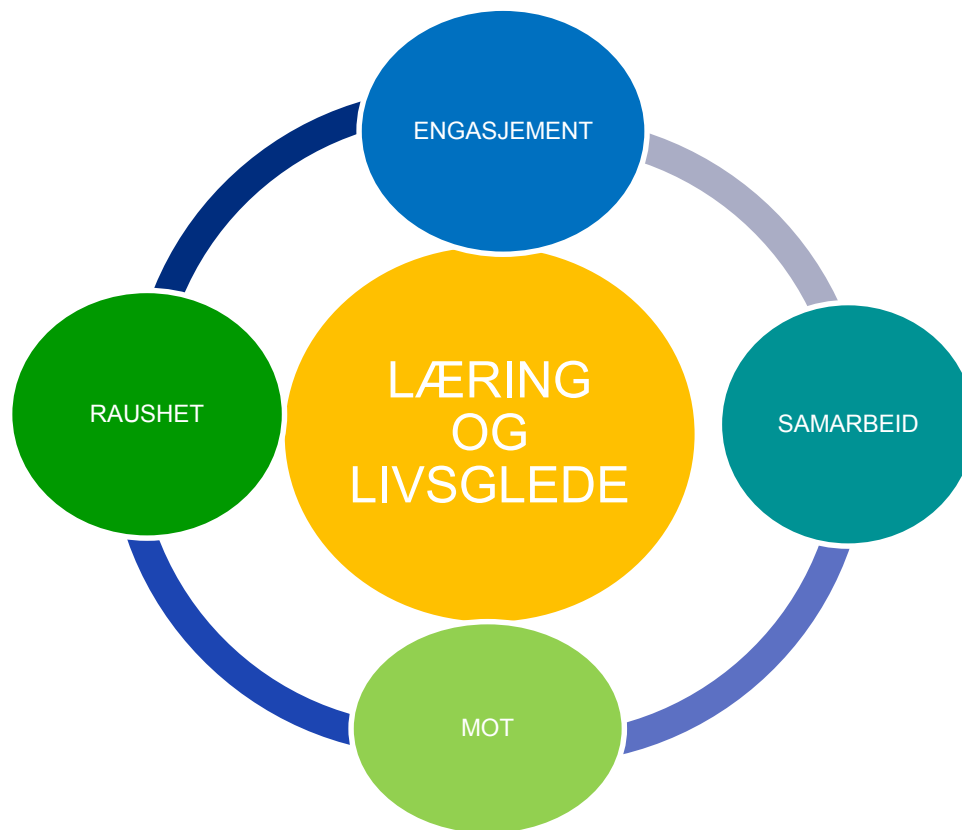 ENGASJEMENT
RAUSHET
LÆRING
OG
LIVSGLEDE
SAMARBEID
MOT